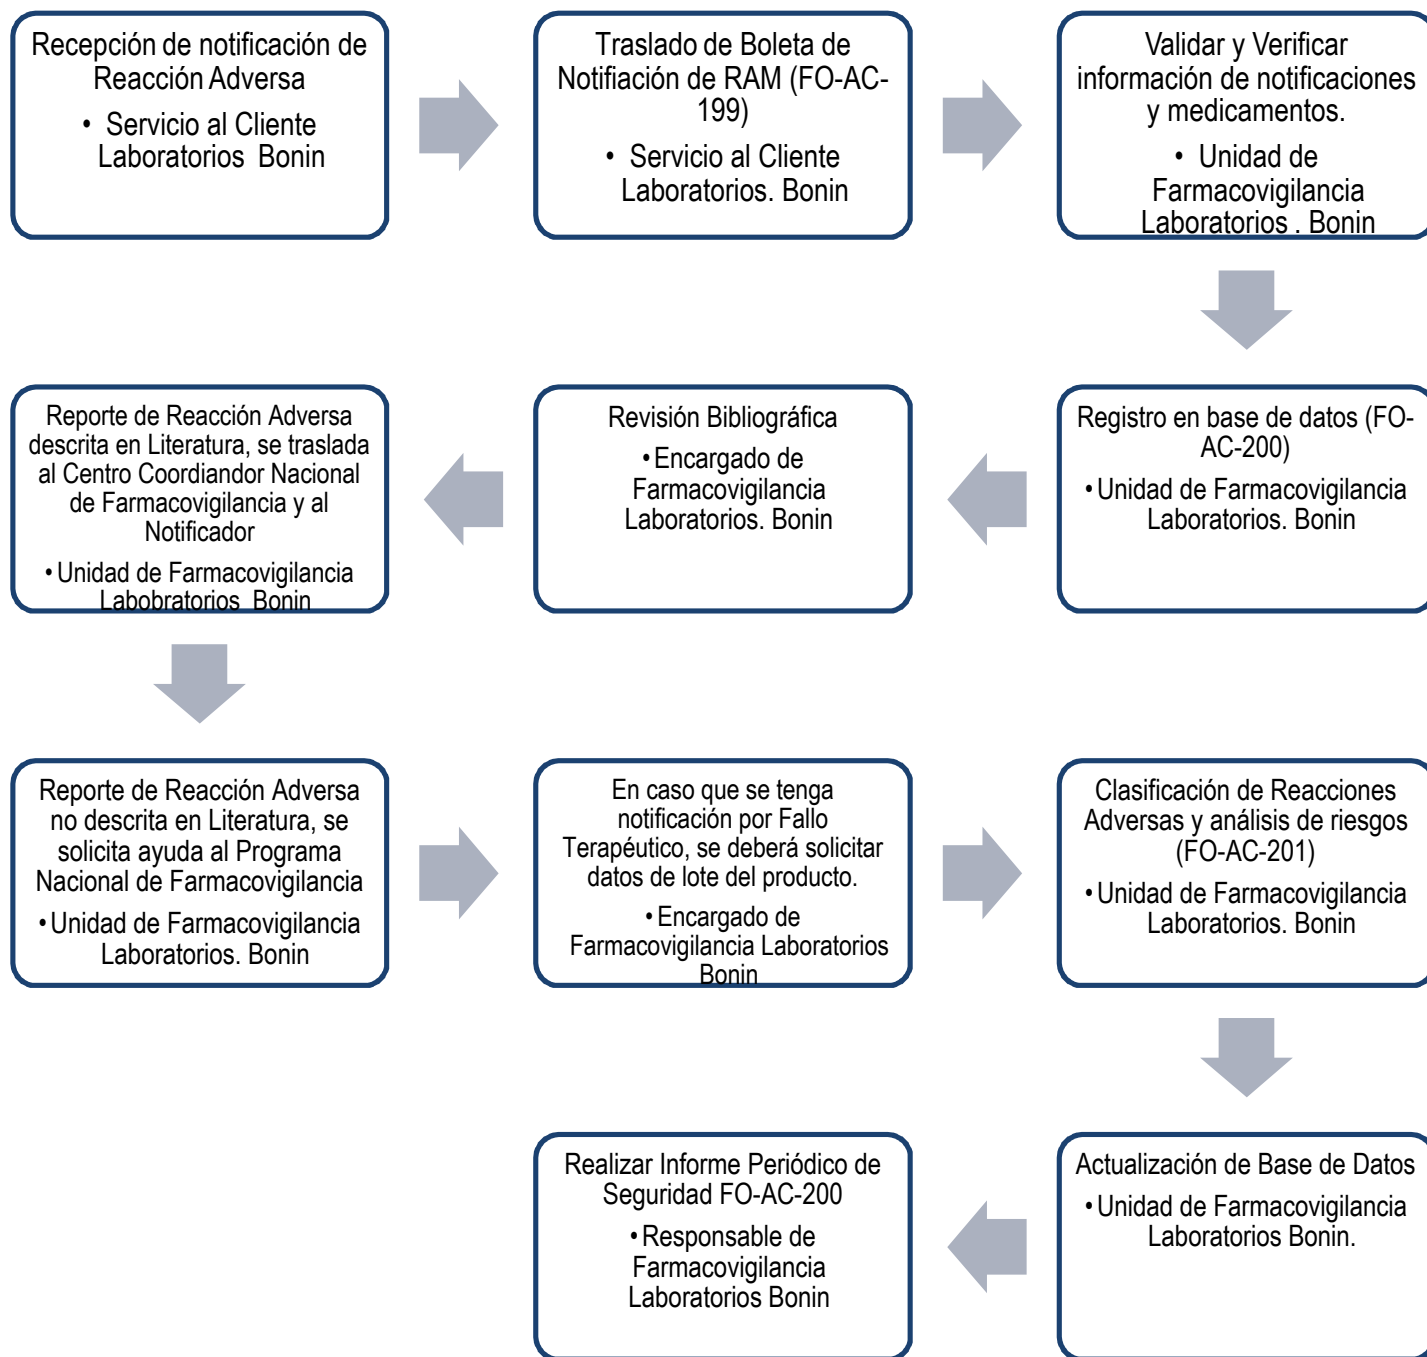 Recepción de notificación de
Reacción Adversa
• Servicio al Cliente
Laboratorios Bonin
Traslado de Boleta de
Notifiación de RAM (FO-AC-
199)
• Servicio al Cliente
Laboratorios. Bonin
Validar y Verificar
información de notificaciones
y medicamentos.
• Unidad de
Farmacovigilancia
Laboratorios . Bonin
Registro en base de datos (FO-
AC-200)
• Unidad de Farmacovigilancia
Laboratorios. Bonin
Revisión Bibliográfica
• Encargado de
Farmacovigilancia
Laboratorios. Bonin
Reporte de Reacción Adversa
descrita en Literatura, se traslada
al Centro Coordiandor Nacional
de Farmacovigilancia y al
Notificador
• Unidad de Farmacovigilancia
Labobratorios Bonin
Reporte de Reacción Adversa
no descrita en Literatura, se
solicita ayuda al Programa
Nacional de Farmacovigilancia
• Unidad de Farmacovigilancia
Laboratorios. Bonin
En caso que se tenga
notificación por Fallo
Terapéutico, se deberá solicitar
datos de lote del producto.
• Encargado de
Farmacovigilancia Laboratorios
Bonin
Clasificación de Reacciones
Adversas y análisis de riesgos
(FO-AC-201)
• Unidad de Farmacovigilancia
Laboratorios. Bonin
Actualización de Base de Datos
• Unidad de Farmacovigilancia
Laboratorios Bonin.
Realizar Informe Periódico de
Seguridad FO-AC-200
• Responsable de
Farmacovigilancia
Laboratorios Bonin